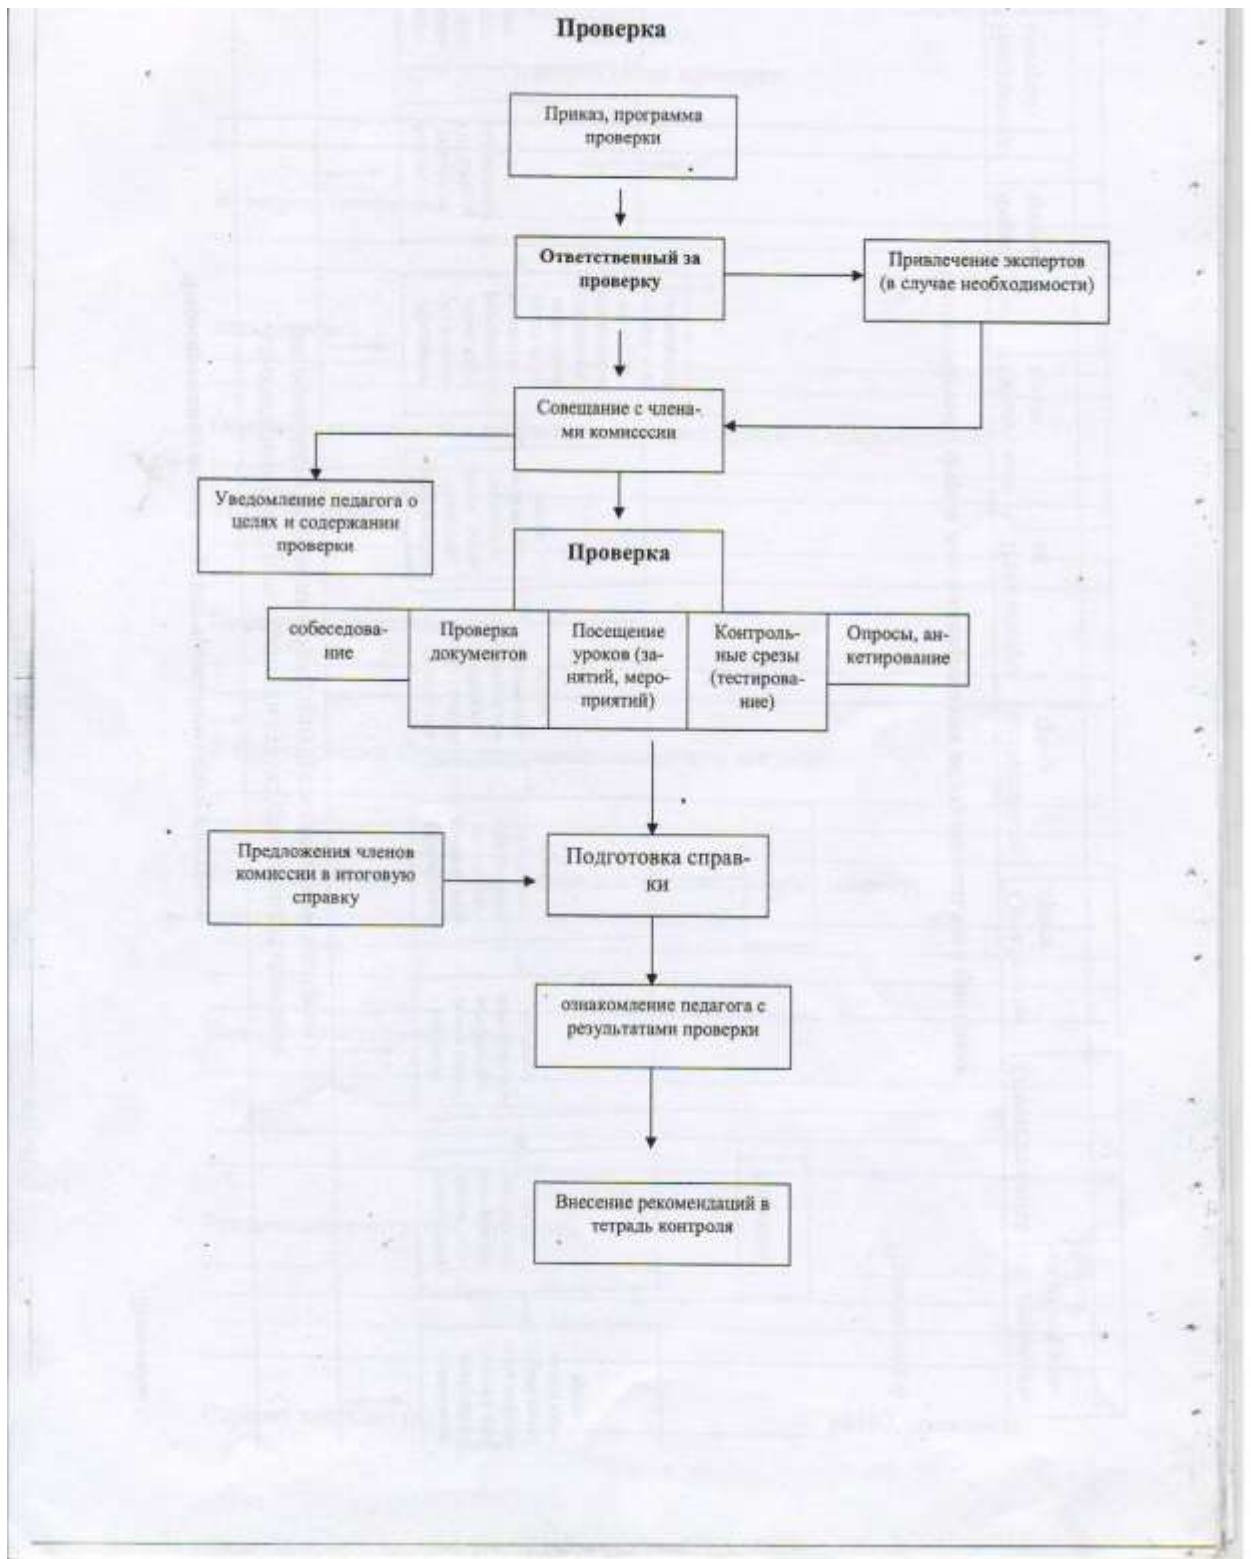 Проверка
Приказ, программа
проверки
Ответственный за
проверку
Привлечение экспертов
(в случае необходимости)
Совещание с члена-
ми комисссии
Уведомление педагога о
целях и содержании
проверки
Проверка
собеседова-
ние
Проверка
документов
Посещение
уроков (за-
нятий, меро-
приятий)
Контроль-
ные срезы
(тестирова-
ние)
Опросы, ан-
кетирование
Предложения членов
комиссии в итоговую
справку
Подготовка справ-
ки
ознакомление педагога с
результатами проверки
Внесение рекомендаций в
тетрадь контроля